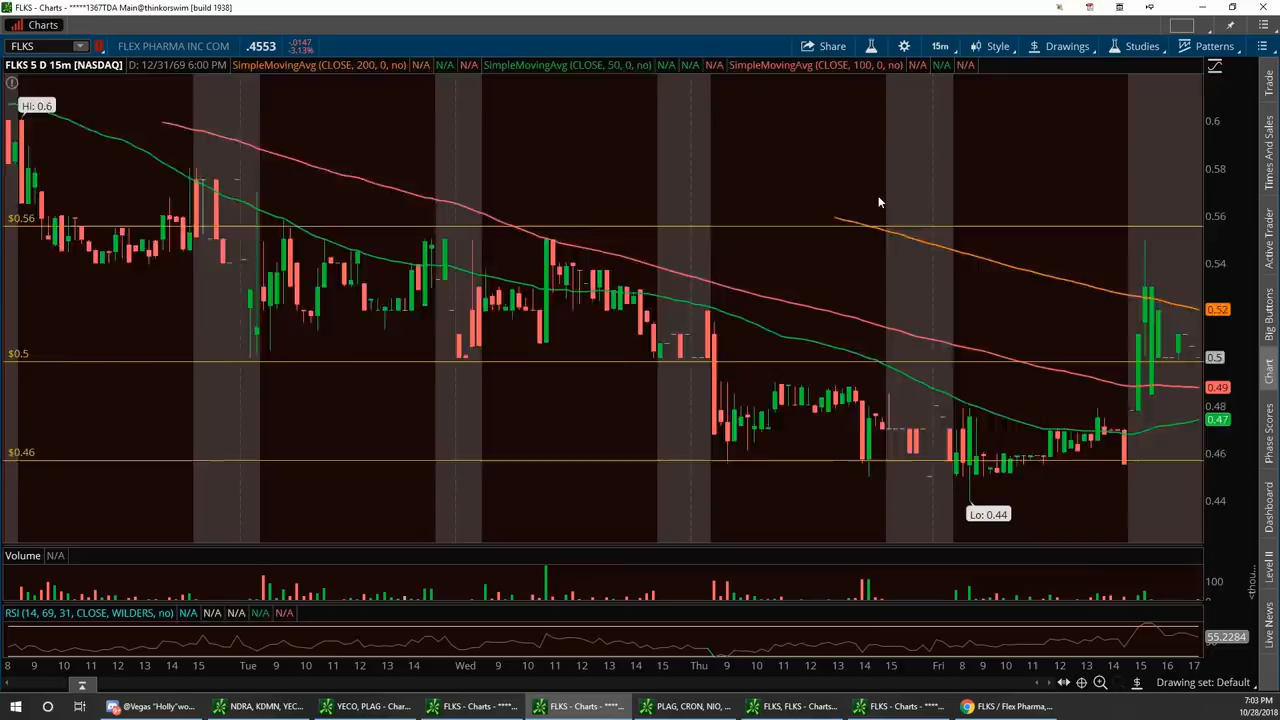 FLKS - Charts - *****1367TDA Main@thinkorswim [build 1938]
Charts
FLKS FLEX PHARMA INC COM .4553 -.0147 -3.13% Share 15m Style Drawings Studies Patterns
FLKS 5 D 15m [NASDAQ] D: 12/31/69 6:00 PM SimpleMovingAvg (CLOSE, 200, 0, no) N/A N/A SimpleMovingAvg (CLOSE, 50, 0, no) N/A N/A N/A SimpleMovingAvg (CLOSE, 100, 0, no) N/A N/A N/A
Hi: 0.6
$0.56
$0.5
$0.46
Lo: 0.44
0.6
0.58
0.56
0.54
0.52
0.5
0.49
0.48
0.47
0.46
0.44
Volume N/A
100
0
<thou...
RSI (14, 69, 31, CLOSE, WILDERS, no) N/A N/A N/A N/A N/A
55.2284
8 9 10 11 12 13 14 15 Tue 9 10 11 12 13 14 15 Wed 9 10 11 12 13 14 15 Thu 9 10 11 12 13 14 15 Fri 8 9 10 11 12 13 14 15 16 17
Drawing set: Default
Trade
Times And Sales
Active Trader
Big Buttons
Chart
Phase Scores
Dashboard
Level II
Live News
@Vegas "Holly"wo...
NDRA, KDMN, YEC...
YECO, PLAG - Char...
FLKS - Charts - ****...
FLKS - Charts - ****...
PLAG, CRON, NIO, ...
FLKS, FLKS - Charts...
FLKS - Charts - ****...
FLKS / Flex Pharma,...
7:03 PM
10/28/2018